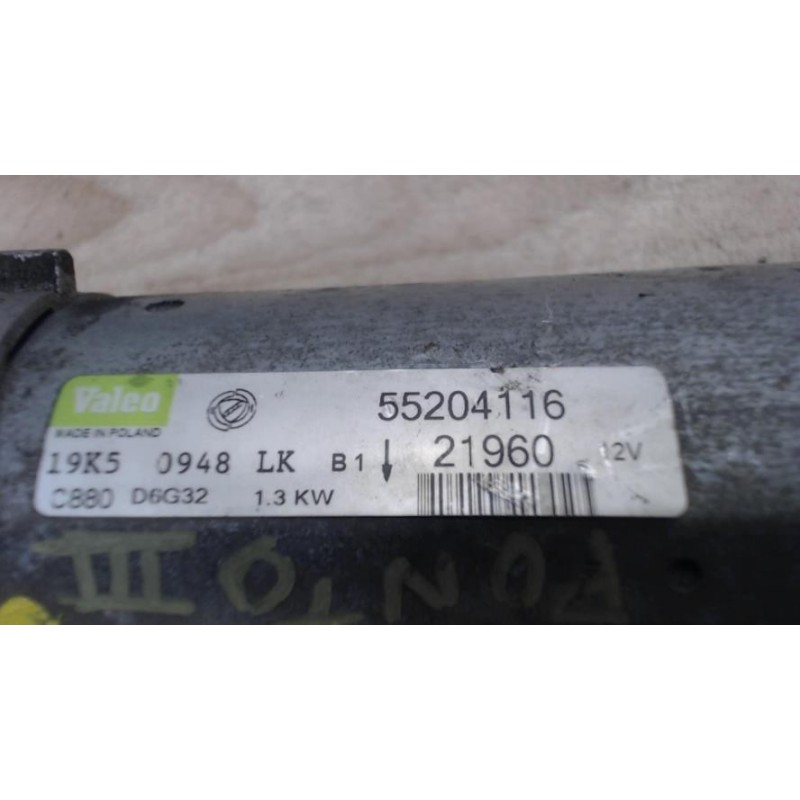 Valeo
55204116
MADE IN POLAND
19K5 0948 LK B1 21960 12V
C880 D6G32 1.3 KW
PUNTO III